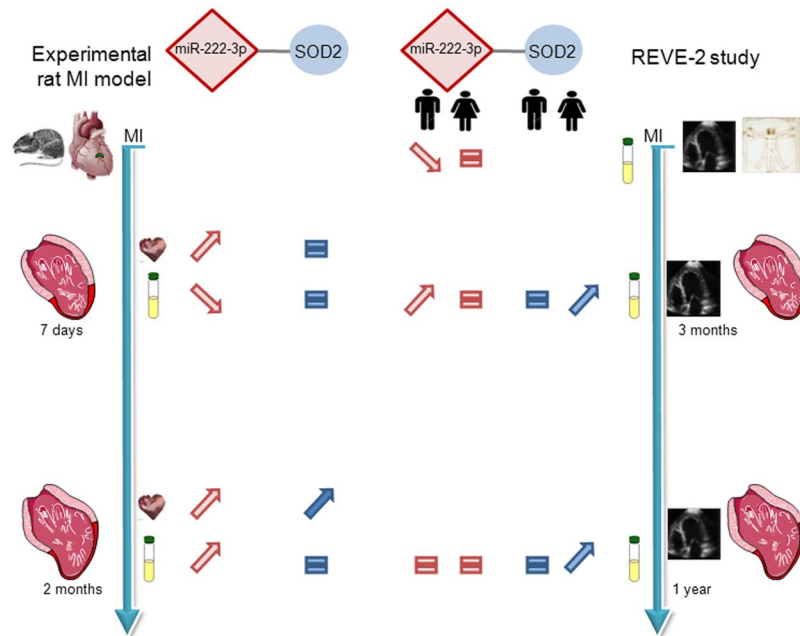 Experimental
rat MI model
miR-222-3p
SOD2
miR-222-3p
SOD2
REVE-2 study
MI
MI
7 days
3 months
2 months
1 year